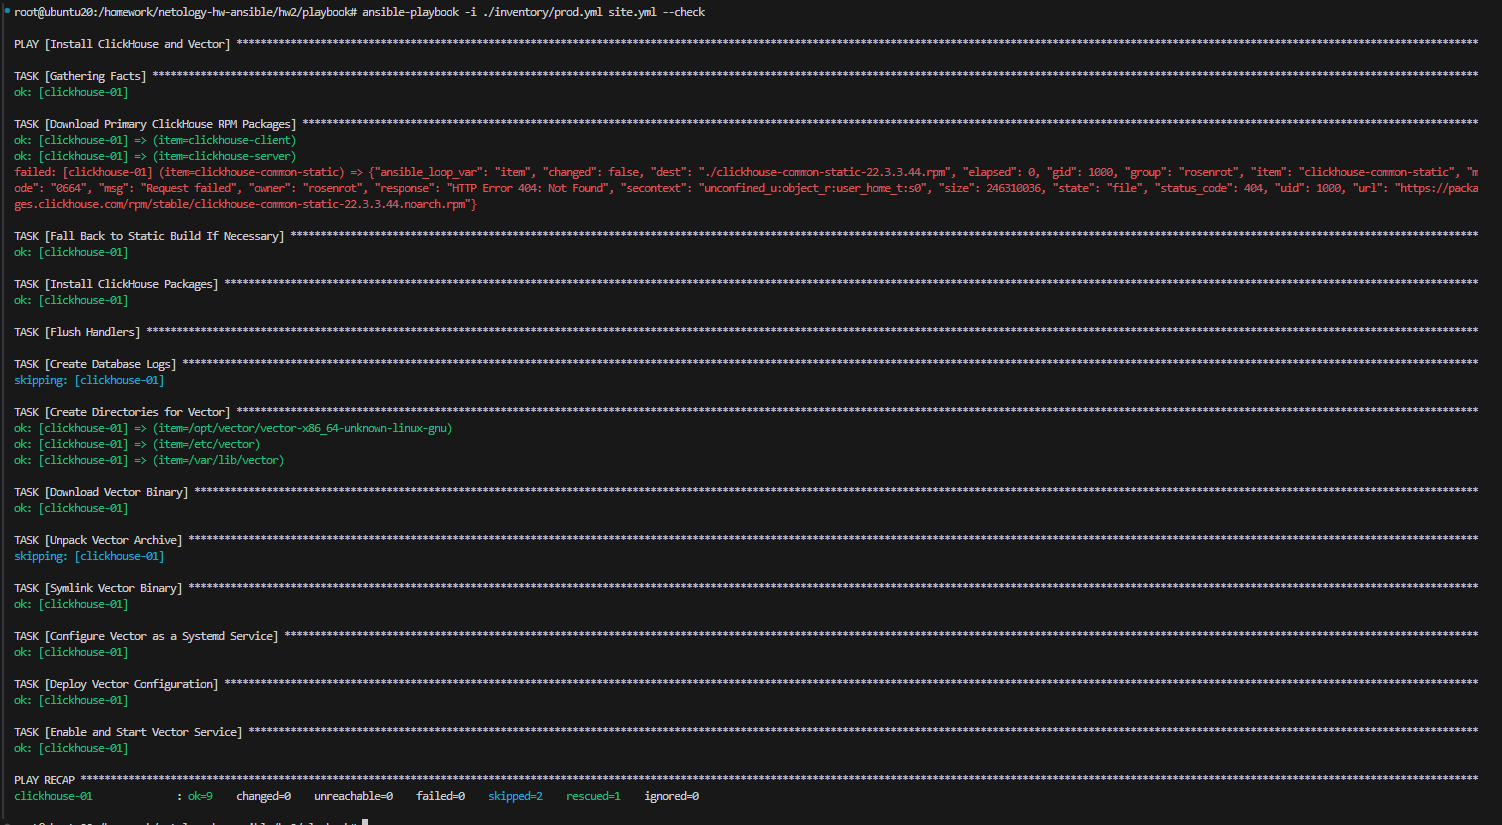 root@ubuntu20:/homework/netology-hw-ansible/hw2/playbook# ansible-playbook -i ./inventory/prod.yml site.yml --check
PLAY [Install ClickHouse and Vector] ****************************************************************
TASK [Gathering Facts] ****************************************************************
ok: [clickhouse-01]
TASK [Download Primary ClickHouse RPM Packages] ****************************************************************
ok: [clickhouse-01] => (item=clickhouse-client)
ok: [clickhouse-01] => (item=clickhouse-server)
failed: [clickhouse-01] (item=clickhouse-common-static) => {"ansible_loop_var": "item", "changed": false, "dest": "./clickhouse-common-static-22.3.3.44.rpm", "elapsed": 0, "gid": 1000, "group": "rosenrot", "item": "clickhouse-common-static", "m
ode": "0664", "msg": "Request failed", "owner": "rosenrot", "response": "HTTP Error 404: Not Found", "secontext": "unconfined_u:object_r:user_home_t:s0", "size": 246310036, "state": "file", "status_code": 404, "uid": 1000, "url": "https://packa
ges.clickhouse.com/rpm/stable/clickhouse-common-static-22.3.3.44.noarch.rpm"}
TASK [Fall Back to Static Build If Necessary] ****************************************************************
ok: [clickhouse-01]
TASK [Install ClickHouse Packages] ****************************************************************
ok: [clickhouse-01]
TASK [Flush Handlers] ****************************************************************
TASK [Create Database Logs] ****************************************************************
skipping: [clickhouse-01]
TASK [Create Directories for Vector] ****************************************************************
ok: [clickhouse-01] => (item=/opt/vector/vector-x86_64-unknown-linux-gnu)
ok: [clickhouse-01] => (item=/etc/vector)
ok: [clickhouse-01] => (item=/var/lib/vector)
TASK [Download Vector Binary] ****************************************************************
ok: [clickhouse-01]
TASK [Unpack Vector Archive] ****************************************************************
skipping: [clickhouse-01]
TASK [Symlink Vector Binary] ****************************************************************
ok: [clickhouse-01]
TASK [Configure Vector as a Systemd Service] ****************************************************************
ok: [clickhouse-01]
TASK [Deploy Vector Configuration] ****************************************************************
ok: [clickhouse-01]
TASK [Enable and Start Vector Service] ****************************************************************
ok: [clickhouse-01]
PLAY RECAP ****************************************************************
clickhouse-01 : ok=9 changed=0 unreachable=0 failed=0 skipped=2 rescued=1 ignored=0